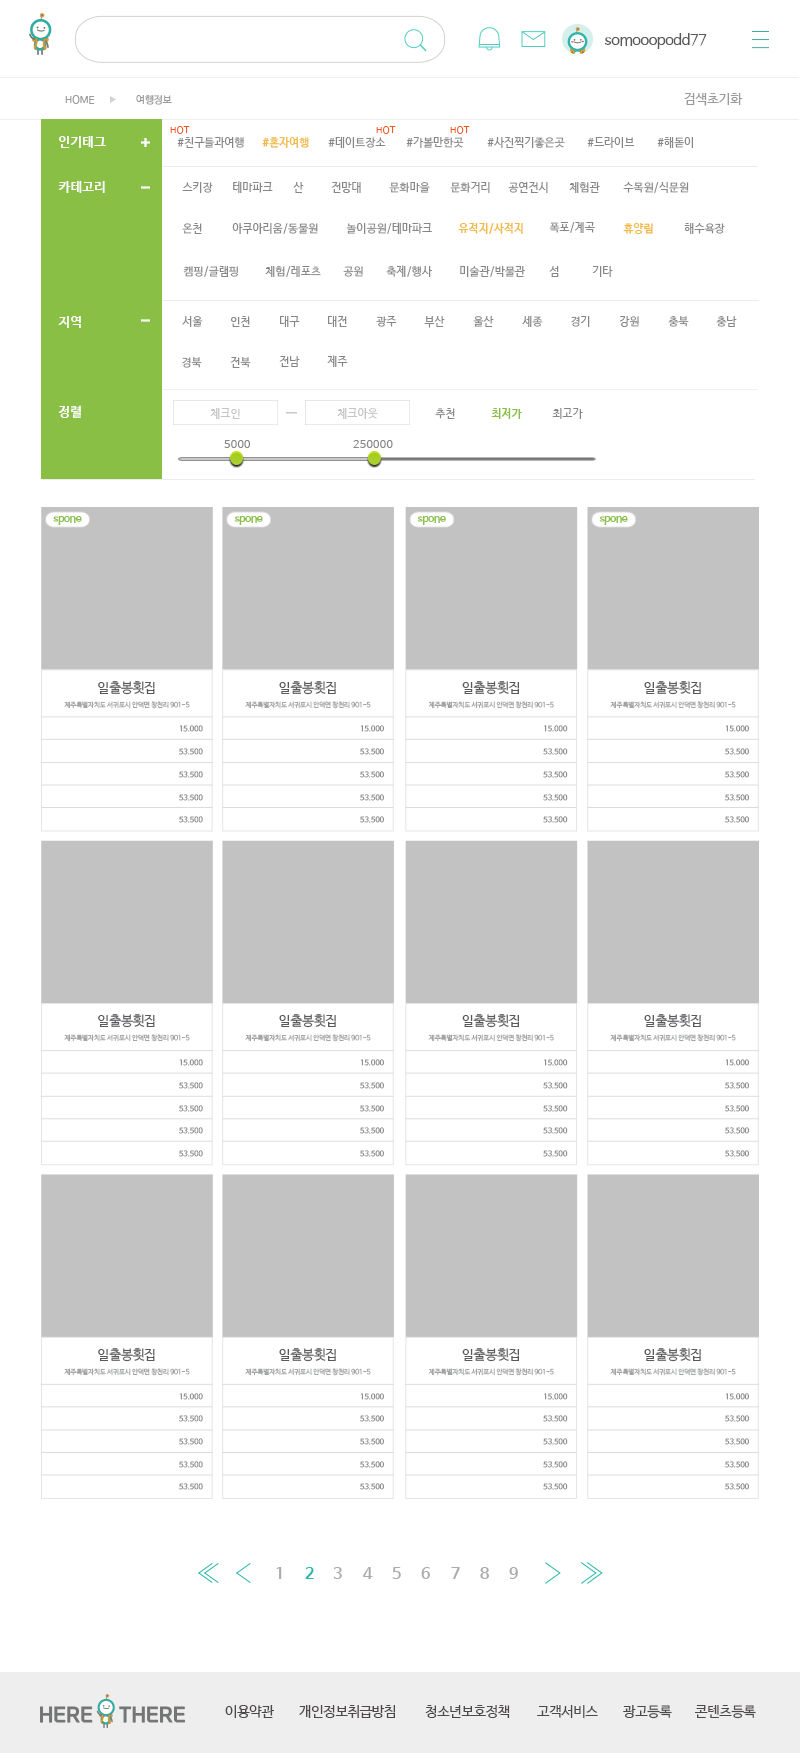 somooopodd77
HOME 여행정보 검색초기화
HOT HOT HOT
인기태그 #친구들과여행 #혼자여행 #데이트장소 #가볼만한곳 #사진찍기좋은곳 #드라이브 #해돋이
카테고리 스키장 테마파크 산 전망대 문화마을 문화거리 공연전시 체험관 수목원/식문원
온천 아쿠아리움/동물원 놀이공원/테마파크 유적지/사적지 폭포/계곡 휴양림 해수욕장
캠핑/글램핑 체험/레포츠 공원 축제/행사 미술관/박물관 섬 기타
지역 서울 인천 대구 대전 광주 부산 울산 세종 경기 강원 충북 충남
경북 전북 전남 제주
정렬 체크인 체크아웃 추천 최저가 최고가
5000 250000
spone spone spone spone
일출봉횟집 일출봉횟집 일출봉횟집 일출봉횟집
제주특별자치도 서귀포시 안덕면 창천리 901-5 제주특별자치도 서귀포시 안덕면 창천리 901-5 제주특별자치도 서귀포시 안덕면 창천리 901-5 제주특별자치도 서귀포시 안덕면 창천리 901-5
15.000 15.000 15.000 15.000
53.500 53.500 53.500 53.500
53.500 53.500 53.500 53.500
53.500 53.500 53.500 53.500
53.500 53.500 53.500 53.500
일출봉횟집 일출봉횟집 일출봉횟집 일출봉횟집
제주특별자치도 서귀포시 안덕면 창천리 901-5 제주특별자치도 서귀포시 안덕면 창천리 901-5 제주특별자치도 서귀포시 안덕면 창천리 901-5 제주특별자치도 서귀포시 안덕면 창천리 901-5
15.000 15.000 15.000 15.000
53.500 53.500 53.500 53.500
53.500 53.500 53.500 53.500
53.500 53.500 53.500 53.500
53.500 53.500 53.500 53.500
일출봉횟집 일출봉횟집 일출봉횟집 일출봉횟집
제주특별자치도 서귀포시 안덕면 창천리 901-5 제주특별자치도 서귀포시 안덕면 창천리 901-5 제주특별자치도 서귀포시 안덕면 창천리 901-5 제주특별자치도 서귀포시 안덕면 창천리 901-5
15.000 15.000 15.000 15.000
53.500 53.500 53.500 53.500
53.500 53.500 53.500 53.500
53.500 53.500 53.500 53.500
53.500 53.500 53.500 53.500
1 2 3 4 5 6 7 8 9
HERE THERE 이용약관 개인정보취급방침 청소년보호정책 고객서비스 광고등록 콘텐츠등록